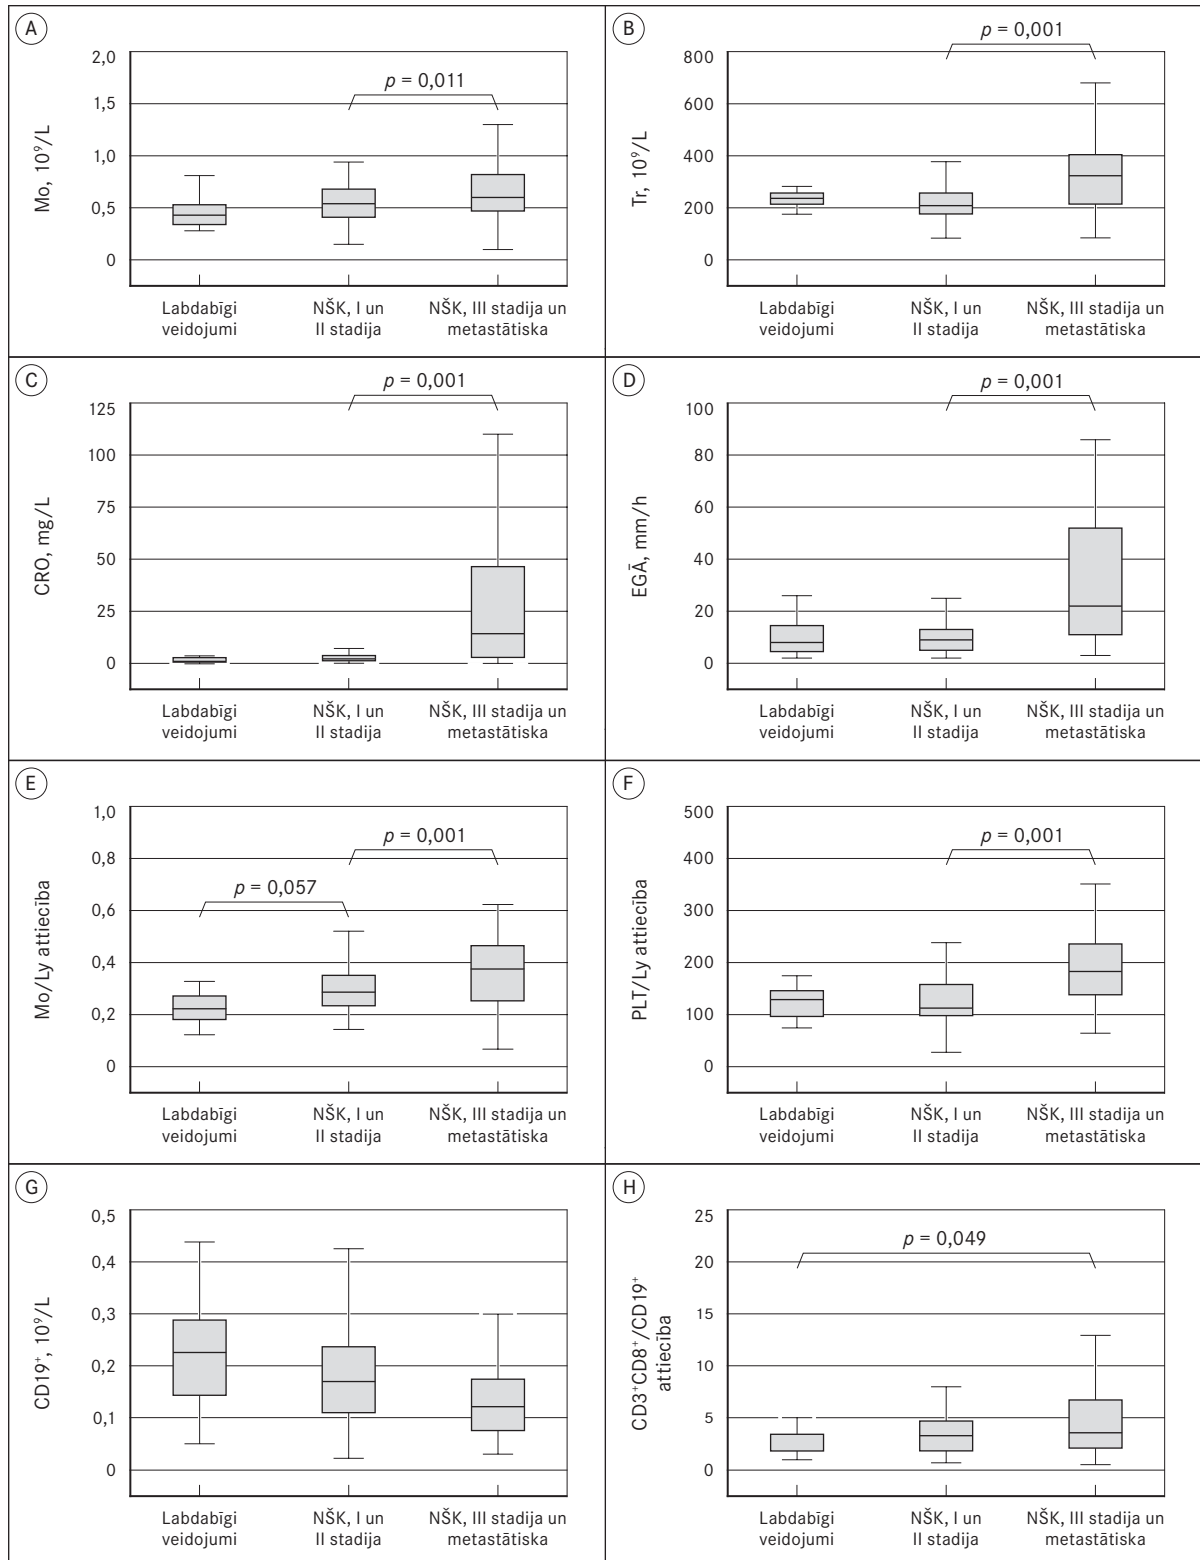 A
p = 0,011
2,0
1,5
1,0
0,5
0
Mo, 10⁹/L
Labdabīgi
veidojumi
NŠK, I un
II stadija
NŠK, III stadija un
metastātiska
B
p = 0,001
800
600
400
200
0
Tr, 10⁹/L
Labdabīgi
veidojumi
NŠK, I un
II stadija
NŠK, III stadija un
metastātiska
C
p = 0,001
125
100
75
50
25
0
CRO, mg/L
Labdabīgi
veidojumi
NŠK, I un
II stadija
NŠK, III stadija un
metastātiska
D
p = 0,001
100
80
60
40
20
0
EGĀ, mm/h
Labdabīgi
veidojumi
NŠK, I un
II stadija
NŠK, III stadija un
metastātiska
E
p = 0,001
p = 0,057
1,0
0,8
0,6
0,4
0,2
0
Mo/Ly attiecība
Labdabīgi
veidojumi
NŠK, I un
II stadija
NŠK, III stadija un
metastātiska
F
p = 0,001
500
400
300
200
100
0
PLT/Ly attiecība
Labdabīgi
veidojumi
NŠK, I un
II stadija
NŠK, III stadija un
metastātiska
G
0,5
0,4
0,3
0,2
0,1
0
CD19⁺, 10⁹/L
Labdabīgi
veidojumi
NŠK, I un
II stadija
NŠK, III stadija un
metastātiska
H
p = 0,049
25
20
15
10
5
0
CD3⁺CD8⁺/CD19⁺
attiecība
Labdabīgi
veidojumi
NŠK, I un
II stadija
NŠK, III stadija un
metastātiska